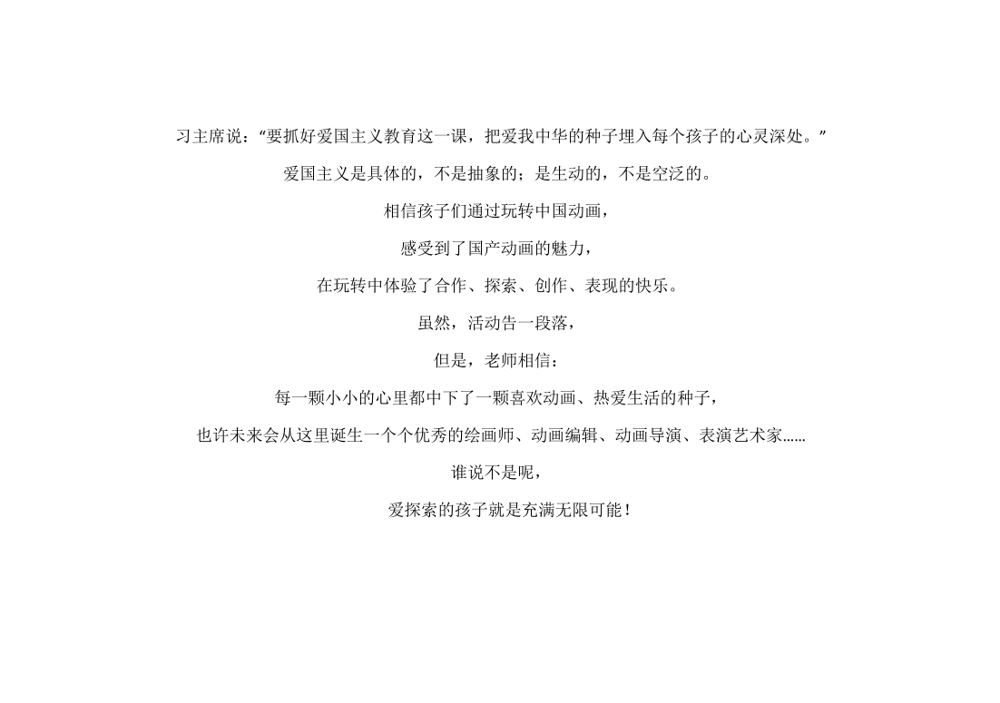 习主席说：“要抓好爱国主义教育这一课，把爱我中华的种子埋入每个孩子的心灵深处。”
爱国主义是具体的，不是抽象的；是生动的，不是空泛的。
相信孩子们通过玩转中国动画，
感受到了国产动画的魅力，
在玩转中体验了合作、探索、创作、表现的快乐。
虽然，活动告一段落，
但是，老师相信：
每一颗小小的心里都中下了一颗喜欢动画、热爱生活的种子，
也许未来会从这里诞生一个个优秀的绘画师、动画编辑、动画导演、表演艺术家……
谁说不是呢，
爱探索的孩子就是充满无限可能！